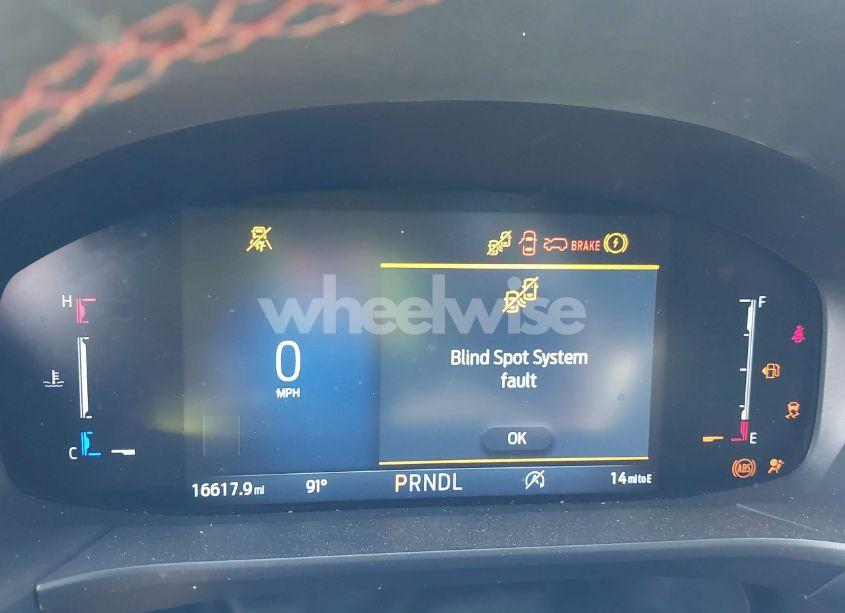 BRAKE
H
F
wheelwise
0
MPH
Blind Spot System
fault
OK
C
E
ABS
16617.9 mi
91°
PRNDL
14 mi to E